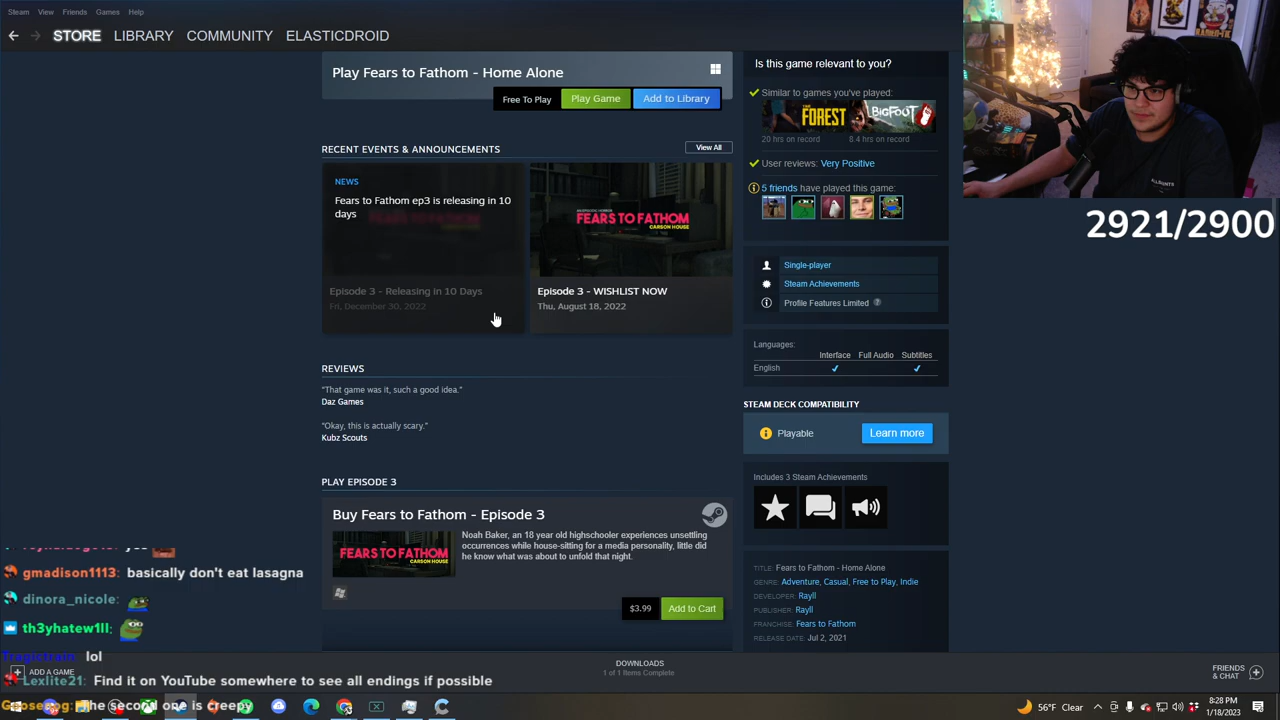 Steam View Friends Games Help
STORE LIBRARY COMMUNITY ELASTICDROID
Play Fears to Fathom - Home Alone
Free To Play Play Game Add to Library
RECENT EVENTS & ANNOUNCEMENTS View All
NEWS
Fears to Fathom ep3 is releasing in 10
days
Episode 3 - Releasing in 10 Days
Fri, December 30, 2022
FEARS TO FATHOM
CARSON HOUSE
Episode 3 - WISHLIST NOW
Thu, August 18, 2022
REVIEWS
"That game was it, such a good idea."
Daz Games
"Okay, this is actually scary."
Kubz Scouts
PLAY EPISODE 3
Buy Fears to Fathom - Episode 3
FEARS TO FATHOM
CARSON HOUSE
Noah Baker, an 18 year old highschooler experiences unsettling
occurrences while house-sitting for a media personality, little did
he know what was about to unfold that night.
$3.99 Add to Cart
Is this game relevant to you?
Similar to games you've played:
THE FOREST BIGFOOT
20 hrs on record 8.4 hrs on record
User reviews: Very Positive
5 friends have played this game:
Single-player
Steam Achievements
Profile Features Limited ?
Languages:
Interface Full Audio Subtitles
English ✔ ✔
STEAM DECK COMPATIBILITY
Playable Learn more
Includes 3 Steam Achievements
TITLE: Fears to Fathom - Home Alone
GENRE: Adventure, Casual, Free to Play, Indie
DEVELOPER: Rayll
PUBLISHER: Rayll
FRANCHISE: Fears to Fathom
RELEASE DATE: Jul 2, 2021
2921/2900
gmadison1113: basically don't eat lasagna
dinora_nicole:
th3yhatew1ll:
lol
Lexlite21: Find it on YouTube somewhere to see all endings if possible
the second one is creepy
ADD A GAME
DOWNLOADS
1 of 1 Items Complete
FRIENDS
& CHAT
56°F Clear
8:28 PM
1/18/2023